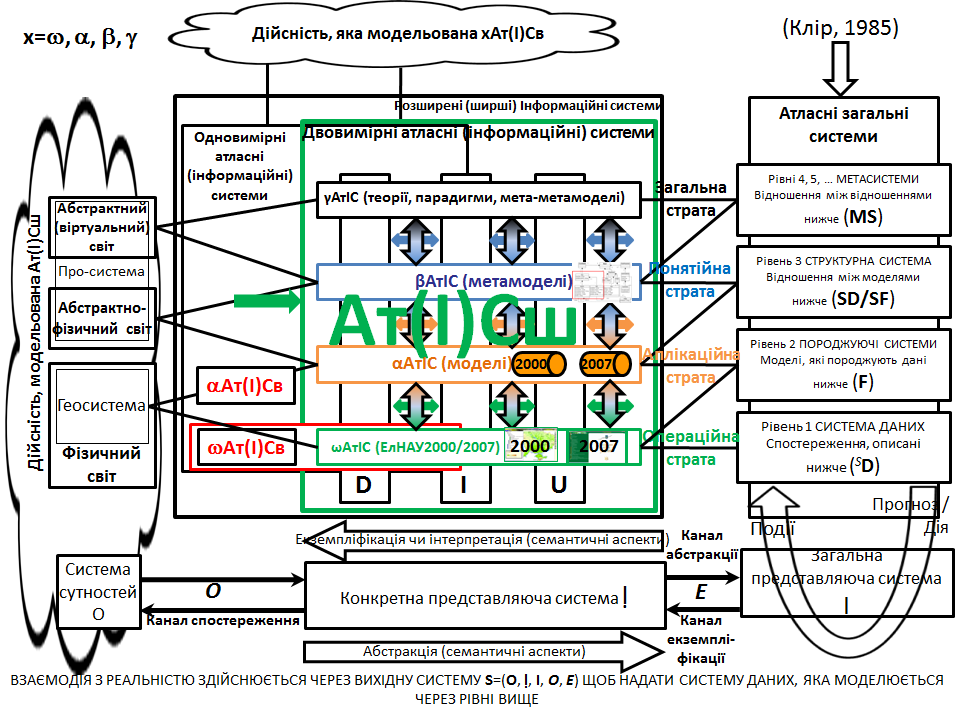 x=ω, α, β, γ
Дійсність, яка модельована xАт(І)Св
(Клір, 1985)
Розширені (ширші) Інформаційні системи
Одновимірні
атласні
(інформаційні)
системи
Двовимірні атласні (інформаційні) системи
Атласні загальні
системи
Дійсність, модельована Ат(І)Сш
Абстрактний
(віртуальний)
світ
Про-система
Абстрактно-
фізичний світ
Геосистема
Фізичний
світ
γАтІС (теорії, парадигми, мета-метамоделі)
Загальна
страта
βАтІС (метамоделі)
Понятійна
страта
Ат(І)Сш
αАтІС (моделі)
2000
2007
Аплікаційна
страта
αАт(І)Св
ωАт(І)Св
ωАтІС (ЕлНАУ2000/2007)
2000
2007
Операційна
страта
D
I
U
Рівні 4, 5, ... МЕТАСИСТЕМИ
Відношення між відношеннями
нижче (MS)
Рівень 3 СТРУКТУРНА СИСТЕМА
Відношення між моделями
нижче (SD/SF)
Рівень 2 ПОРОДЖУЮЧІ СИСТЕМИ
Моделі, які породжують дані
нижче (F)
Рівень 1 СИСТЕМА ДАНИХ
Спостереження, описані
нижче (ˢD)
Події
Прогноз/
Дія
Екземпліфікація чи інтерпретація (семантичні аспекти)
Канал
абстракції
Система
сутностей
O
O
Канал спостереження
Конкретна представляюча система İ
E
Канал
екземплі-
фікації
Загальна
представляюча система
I
Абстракція (семантичні аспекти)
ВЗАЄМОДІЯ З РЕАЛЬНІСТЮ ЗДІЙСНЮЄТЬСЯ ЧЕРЕЗ ВИХІДНУ СИСТЕМУ S=(O, İ, I, O, E) ЩОБ НАДАТИ СИСТЕМУ ДАНИХ, ЯКА МОДЕЛЮЄТЬСЯ
ЧЕРЕЗ РІВНІ ВИЩЕ